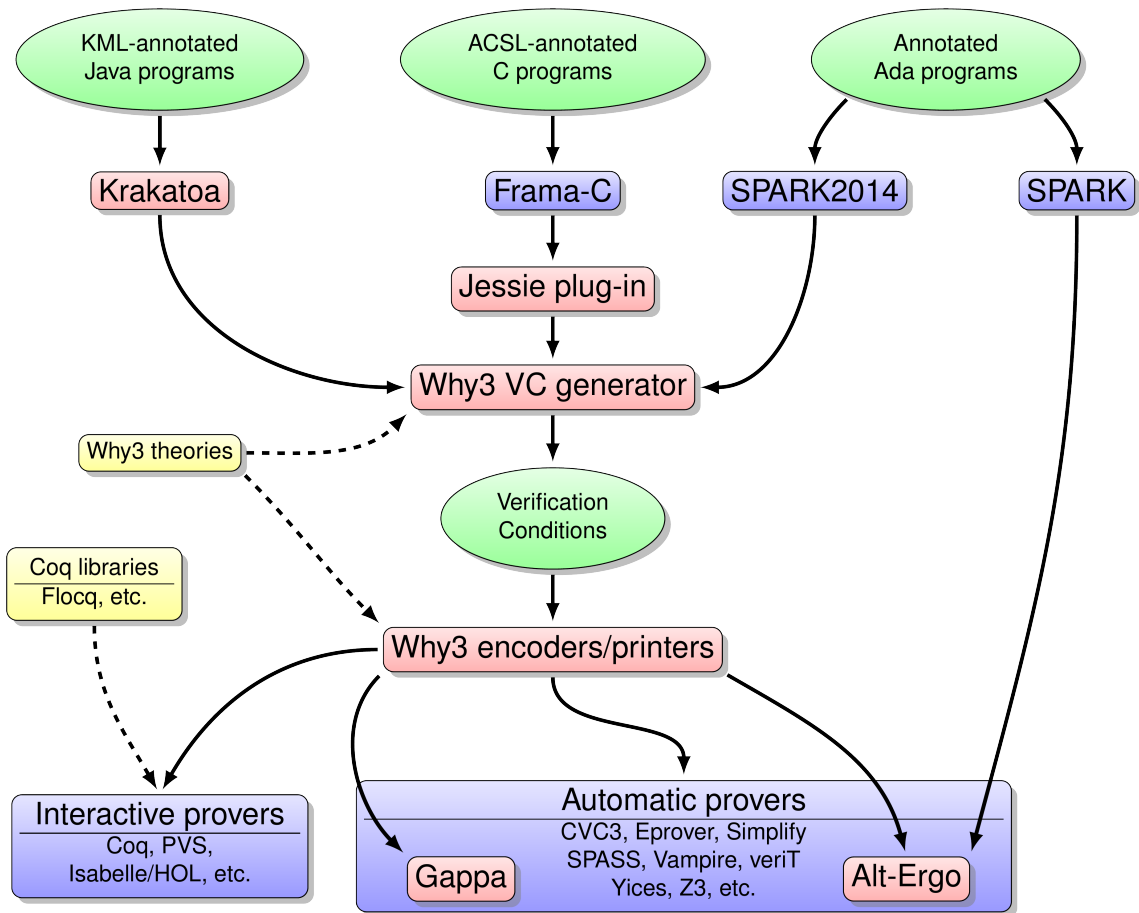 KML-annotated
Java programs
ACSL-annotated
C programs
Annotated
Ada programs
Krakatoa
Frama-C
SPARK2014
SPARK
Jessie plug-in
Why3 VC generator
Why3 theories
Verification
Conditions
Coq libraries
Flocq, etc.
Why3 encoders/printers
Interactive provers
Coq, PVS,
Isabelle/HOL, etc.
Automatic provers
CVC3, Eprover, Simplify
SPASS, Vampire, veriT
Yices, Z3, etc.
Gappa
Alt-Ergo